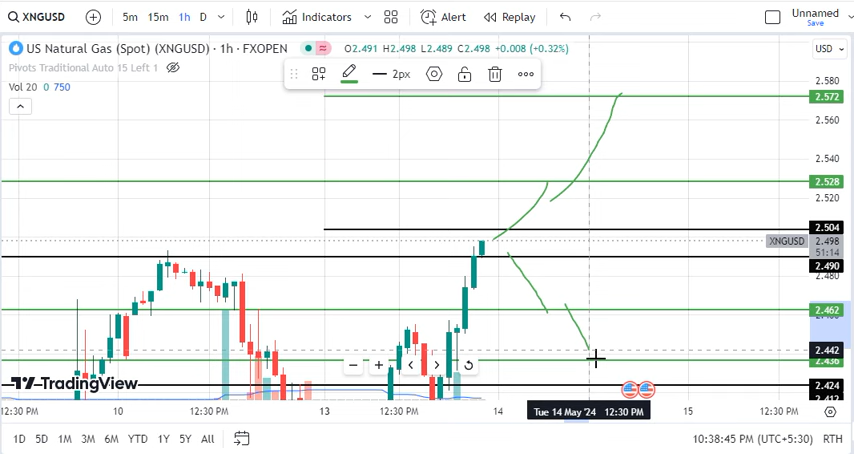 XNGUSD 5m 15m 1h D Indicators Alert Replay Unnamed
Save
US Natural Gas (Spot) (XNGUSD) · 1h · FXOPEN O2.491 H2.498 L2.489 C2.498 +0.008 (+0.32%) USD
Pivots Traditional Auto 15 Left 1
2px
Vol 20 0 750
2.580
2.572
2.560
2.540
2.528
2.520
2.504
XNGUSD 2.498
51:14
2.490
2.480
2.462
2.442
2.424
TradingView
12:30 PM 10 12:30 PM 13 12:30 PM 14 Tue 14 May '24 12:30 PM 15 12:30 PM
1D 5D 1M 3M 6M YTD 1Y 5Y All 10:38:45 PM (UTC+5:30) RTH